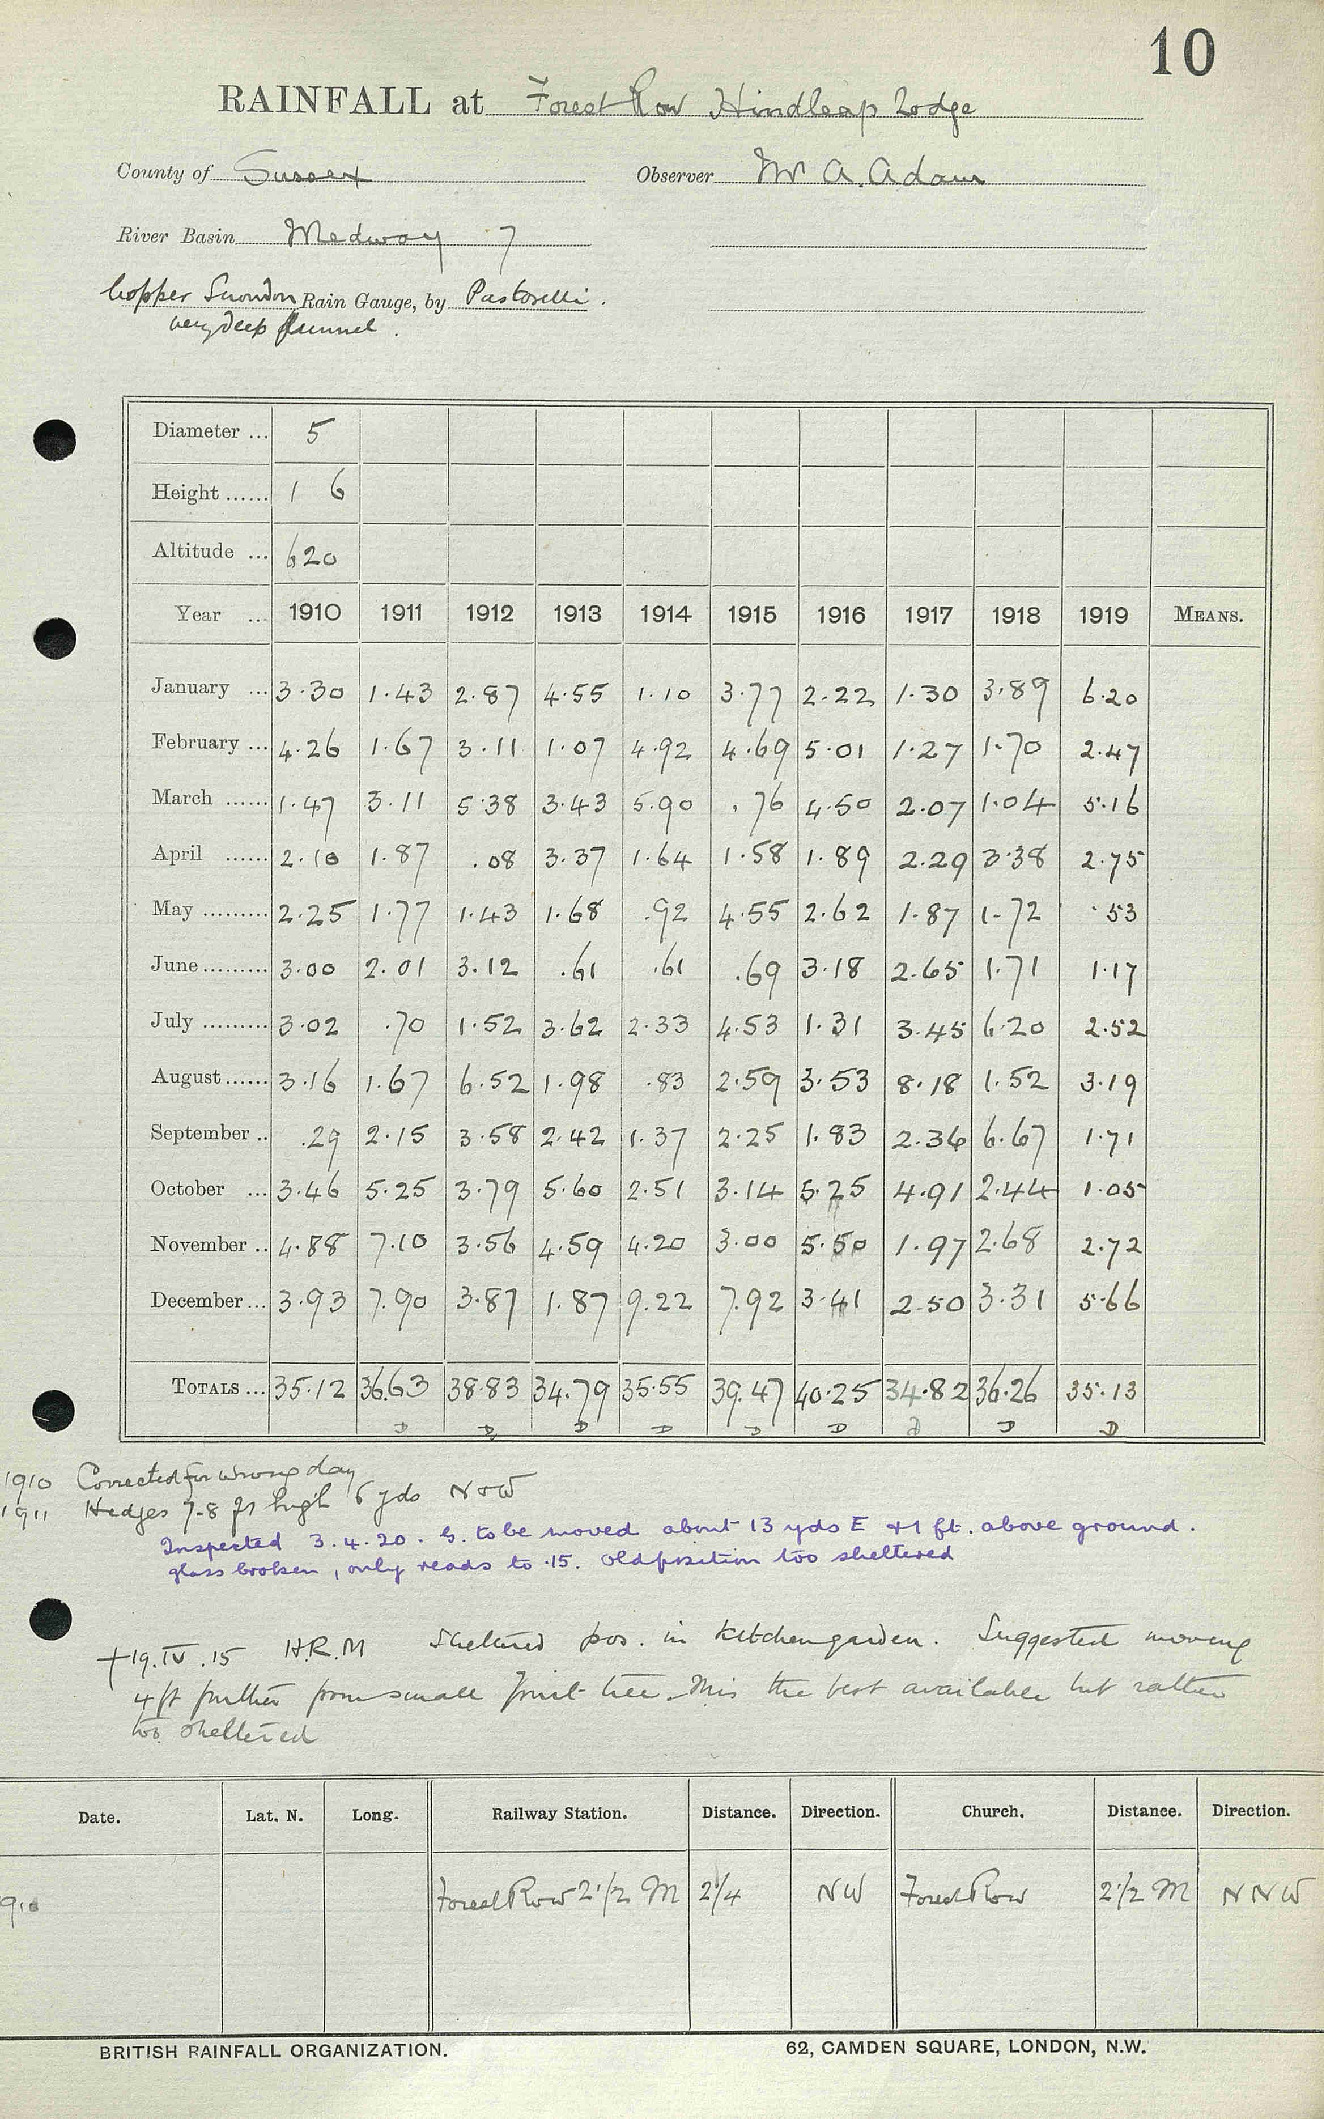 10
RAINFALL at Forest Row Hindleap Lodge
County of Sussex Observer Mr A. Adam
River Basin Medway 7
Copper Snowdon Rain Gauge, by Pastorelli.
very deep funnel.
Diameter ... 5
Height ...... 1 6
Altitude ... 620
Year ... 1910 1911 1912 1913 1914 1915 1916 1917 1918 1919 MEANS.
January ... 3.30 1.43 2.87 4.55 1.10 3.77 2.22 1.30 3.89 6.20
February ... 4.26 1.67 3.11 1.07 4.92 4.69 5.01 1.27 1.70 2.47
March ...... 1.47 3.11 5.38 3.43 5.90 .76 4.50 2.07 1.04 5.16
April ...... 2.10 1.87 .08 3.37 1.64 1.58 1.89 2.29 3.38 2.75
May ......... 2.25 1.77 1.43 1.68 .92 4.55 2.62 1.87 1.72 .53
June ......... 3.00 2.01 3.12 .61 .61 .69 3.18 2.65 1.71 1.17
July ......... 3.02 .70 1.52 3.62 2.33 4.53 1.31 3.45 6.20 2.52
August ...... 3.16 1.67 6.52 1.98 .83 2.59 3.53 8.18 1.52 3.19
September .. .29 2.15 3.58 2.42 1.37 2.25 1.83 2.36 6.67 1.71
October ... 3.46 5.25 3.79 5.60 2.51 3.14 5.25 4.91 2.44 1.05
November .. 4.88 7.10 3.56 4.59 4.20 3.00 5.50 1.97 2.68 2.72
December ... 3.93 7.90 3.87 1.87 9.22 7.92 3.41 2.50 3.31 5.66
TOTALS ... 35.12 36.63 38.83 34.79 35.55 39.47 40.25 34.82 36.26 35.13
D D D D D D D D D
1910 Corrected for wrong day
1911 Hedges 7-8 ft high 6 yds N & W
Inspected 3.4.20. G. to be moved about 13 yds E & 1 ft. above ground.
glass broken, only reads to .15. old position too sheltered
+19.IV.15 H.R.M Sheltered pos. in kitchen garden. Suggested moving
4 ft further from small fruit tree. This the best available but rather
too sheltered
Date. Lat. N. Long. Railway Station. Distance. Direction. Church. Distance. Direction.
910 Forest Row 2 1/2 M 2 1/4 NW Forest Row 2 1/2 M NNW
BRITISH RAINFALL ORGANIZATION. 62, CAMDEN SQUARE, LONDON, N.W.